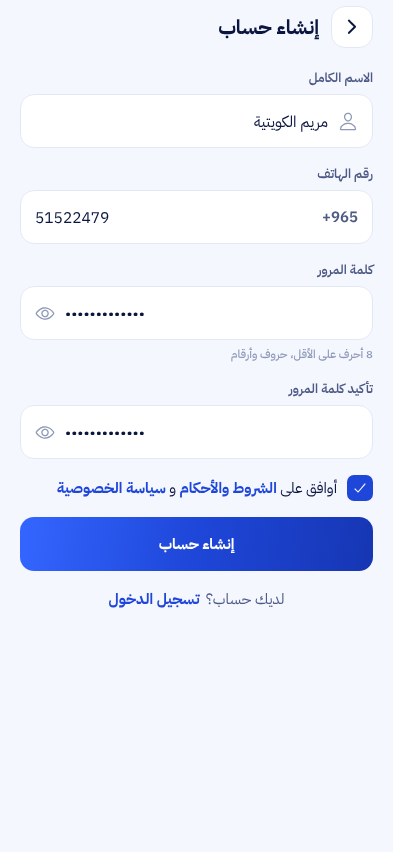 إنشاء حساب
الاسم الكامل
مريم الكويتية
رقم الهاتف
+965 51522479
كلمة المرور
•••••••••••••
8 أحرف على الأقل، حروف وأرقام
تأكيد كلمة المرور
•••••••••••••
أوافق على الشروط والأحكام و سياسة الخصوصية
إنشاء حساب
لديك حساب؟ تسجيل الدخول